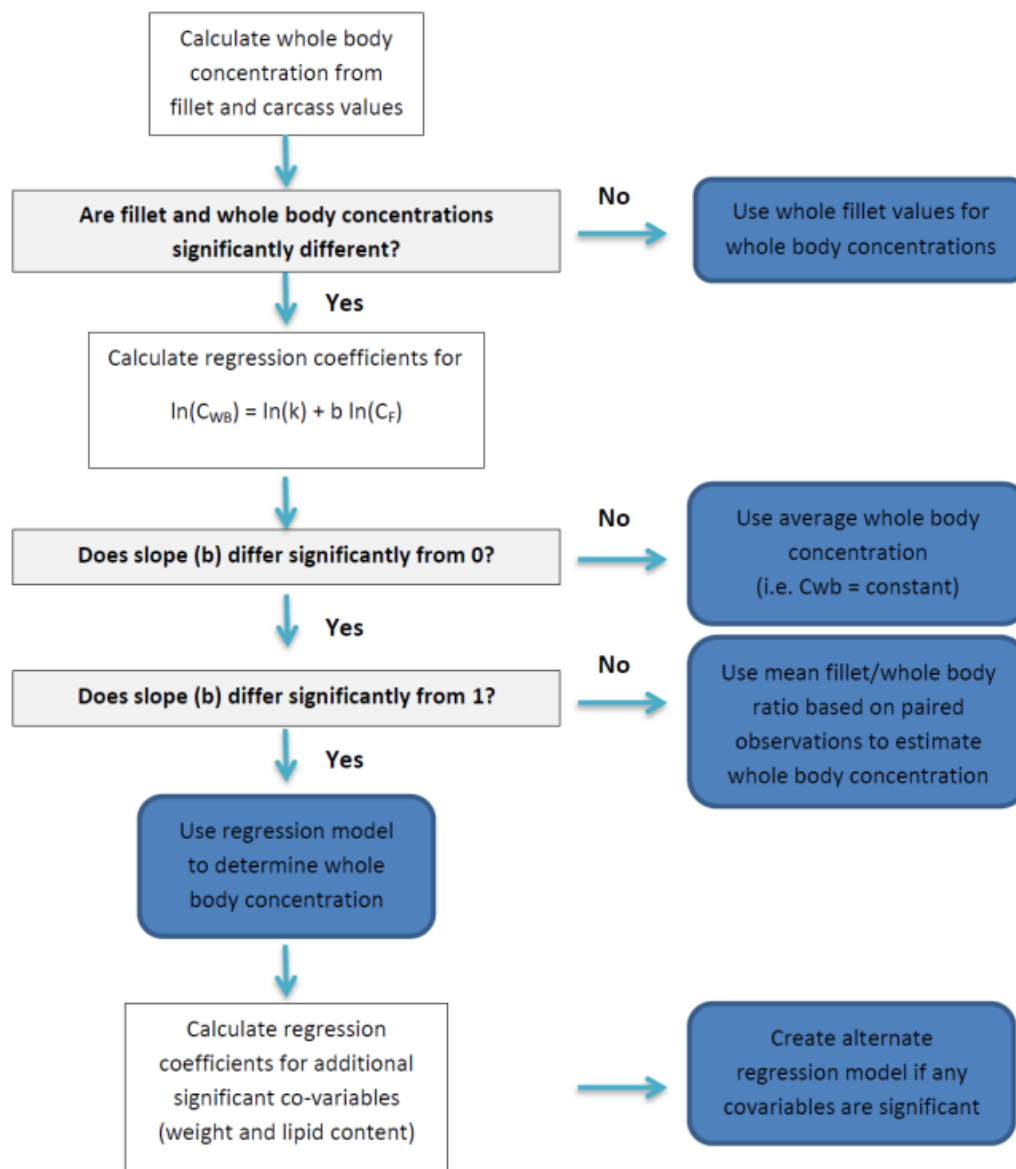 Calculate whole body
concentration from
fillet and carcass values
Are fillet and whole body concentrations
significantly different?
No
Use whole fillet values for
whole body concentrations
Yes
Calculate regression coefficients for
ln(C_WB) = ln(k) + b ln(C_F)
Does slope (b) differ significantly from 0?
No
Use average whole body
concentration
(i.e. Cwb = constant)
Yes
Does slope (b) differ significantly from 1?
No
Use mean fillet/whole body
ratio based on paired
observations to estimate
whole body concentration
Yes
Use regression model
to determine whole
body concentration
Calculate regression
coefficients for additional
significant co-variables
(weight and lipid content)
Create alternate
regression model if any
covariables are significant